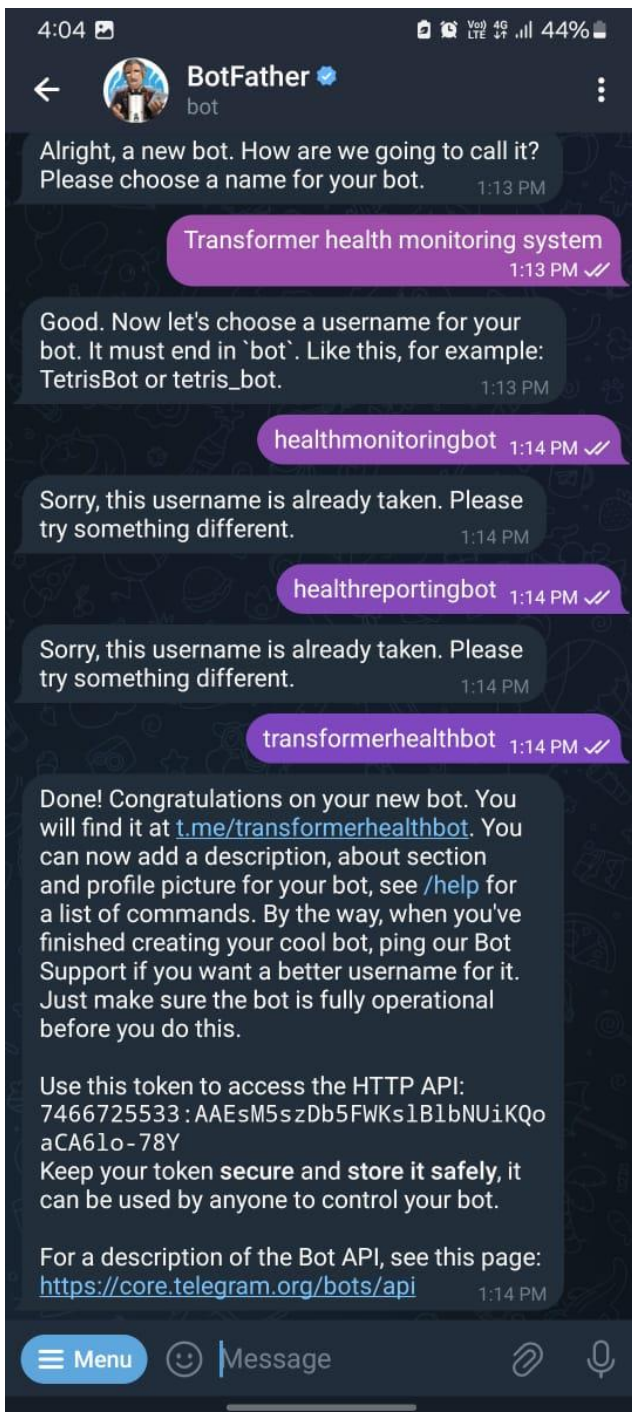 4:04
Vo)) 4G 44%
LTE
BotFather
bot
Alright, a new bot. How are we going to call it?
Please choose a name for your bot. 1:13 PM
Transformer health monitoring system
1:13 PM
Good. Now let's choose a username for your
bot. It must end in `bot`. Like this, for example:
TetrisBot or tetris_bot. 1:13 PM
healthmonitoringbot 1:14 PM
Sorry, this username is already taken. Please
try something different. 1:14 PM
healthreportingbot 1:14 PM
Sorry, this username is already taken. Please
try something different. 1:14 PM
transformerhealthbot 1:14 PM
Done! Congratulations on your new bot. You
will find it at t.me/transformerhealthbot. You
can now add a description, about section
and profile picture for your bot, see /help for
a list of commands. By the way, when you've
finished creating your cool bot, ping our Bot
Support if you want a better username for it.
Just make sure the bot is fully operational
before you do this.
Use this token to access the HTTP API:
7466725533:AAEsM5szDb5FWKslBlbNUiKQo
aCA6lo-78Y
Keep your token secure and store it safely, it
can be used by anyone to control your bot.
For a description of the Bot API, see this page:
https://core.telegram.org/bots/api 1:14 PM
Menu
Message